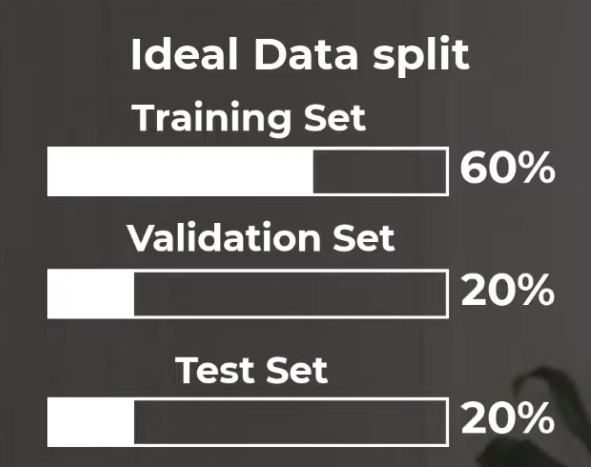 Ideal Data split
Training Set
60%
Validation Set
20%
Test Set
20%